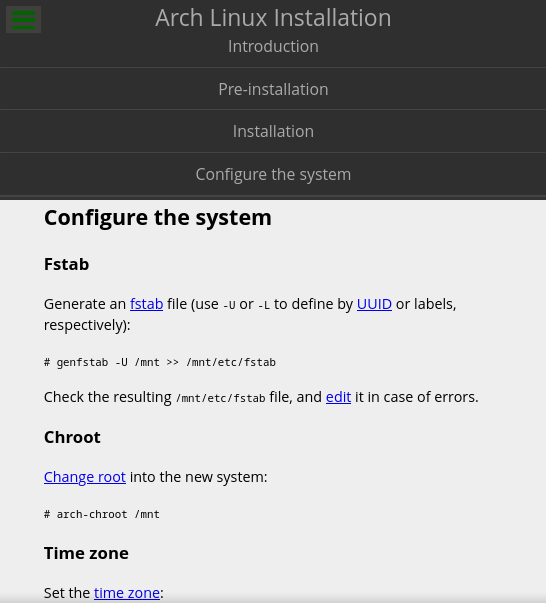 Arch Linux Installation
Introduction
Pre-installation
Installation
Configure the system
Configure the system
Fstab
Generate an fstab file (use -U or -L to define by UUID or labels,
respectively):
# genfstab -U /mnt >> /mnt/etc/fstab
Check the resulting /mnt/etc/fstab file, and edit it in case of errors.
Chroot
Change root into the new system:
# arch-chroot /mnt
Time zone
Set the time zone: